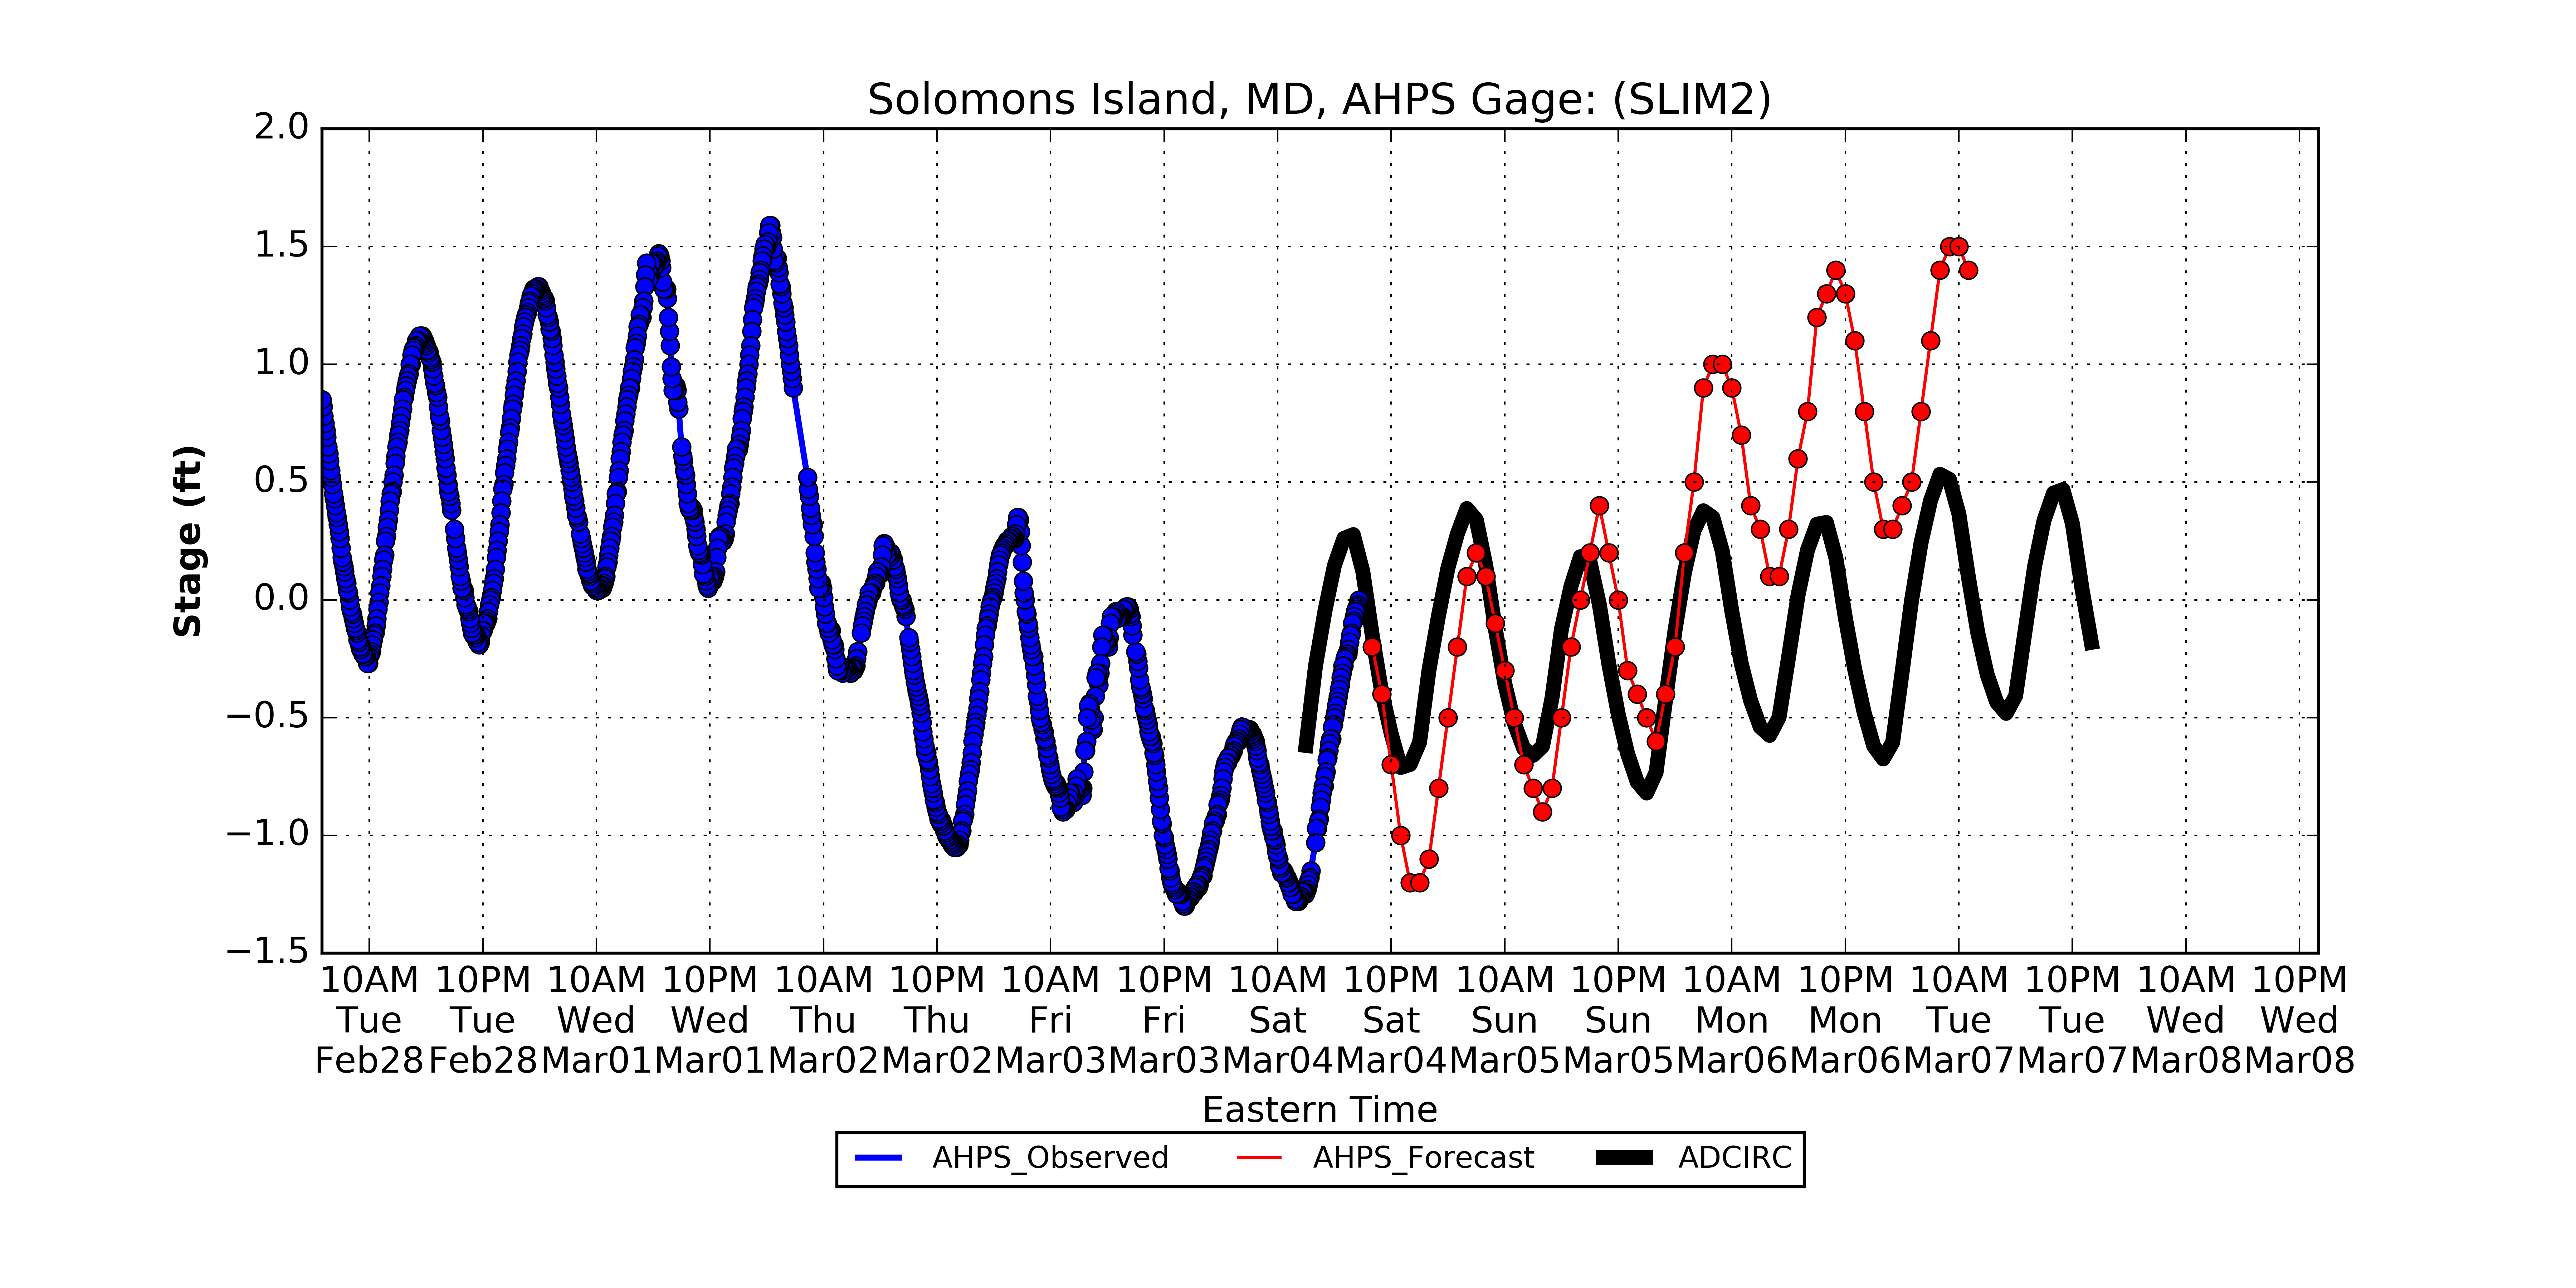 Solomons Island, MD, AHPS Gage: (SLIM2)
Stage (ft)
2.0
1.5
1.0
0.5
0.0
−0.5
−1.0
−1.5
10AM 10PM 10AM 10PM 10AM 10PM 10AM 10PM 10AM 10PM 10AM 10PM 10AM 10PM 10AM 10PM 10AM 10PM
Tue Tue Wed Wed Thu Thu Fri Fri Sat Sat Sun Sun Mon Mon Tue Tue Wed Wed
Feb28 Feb28 Mar01 Mar01 Mar02 Mar02 Mar03 Mar03 Mar04 Mar04 Mar05 Mar05 Mar06 Mar06 Mar07 Mar07 Mar08 Mar08
Eastern Time
AHPS_Observed AHPS_Forecast ADCIRC